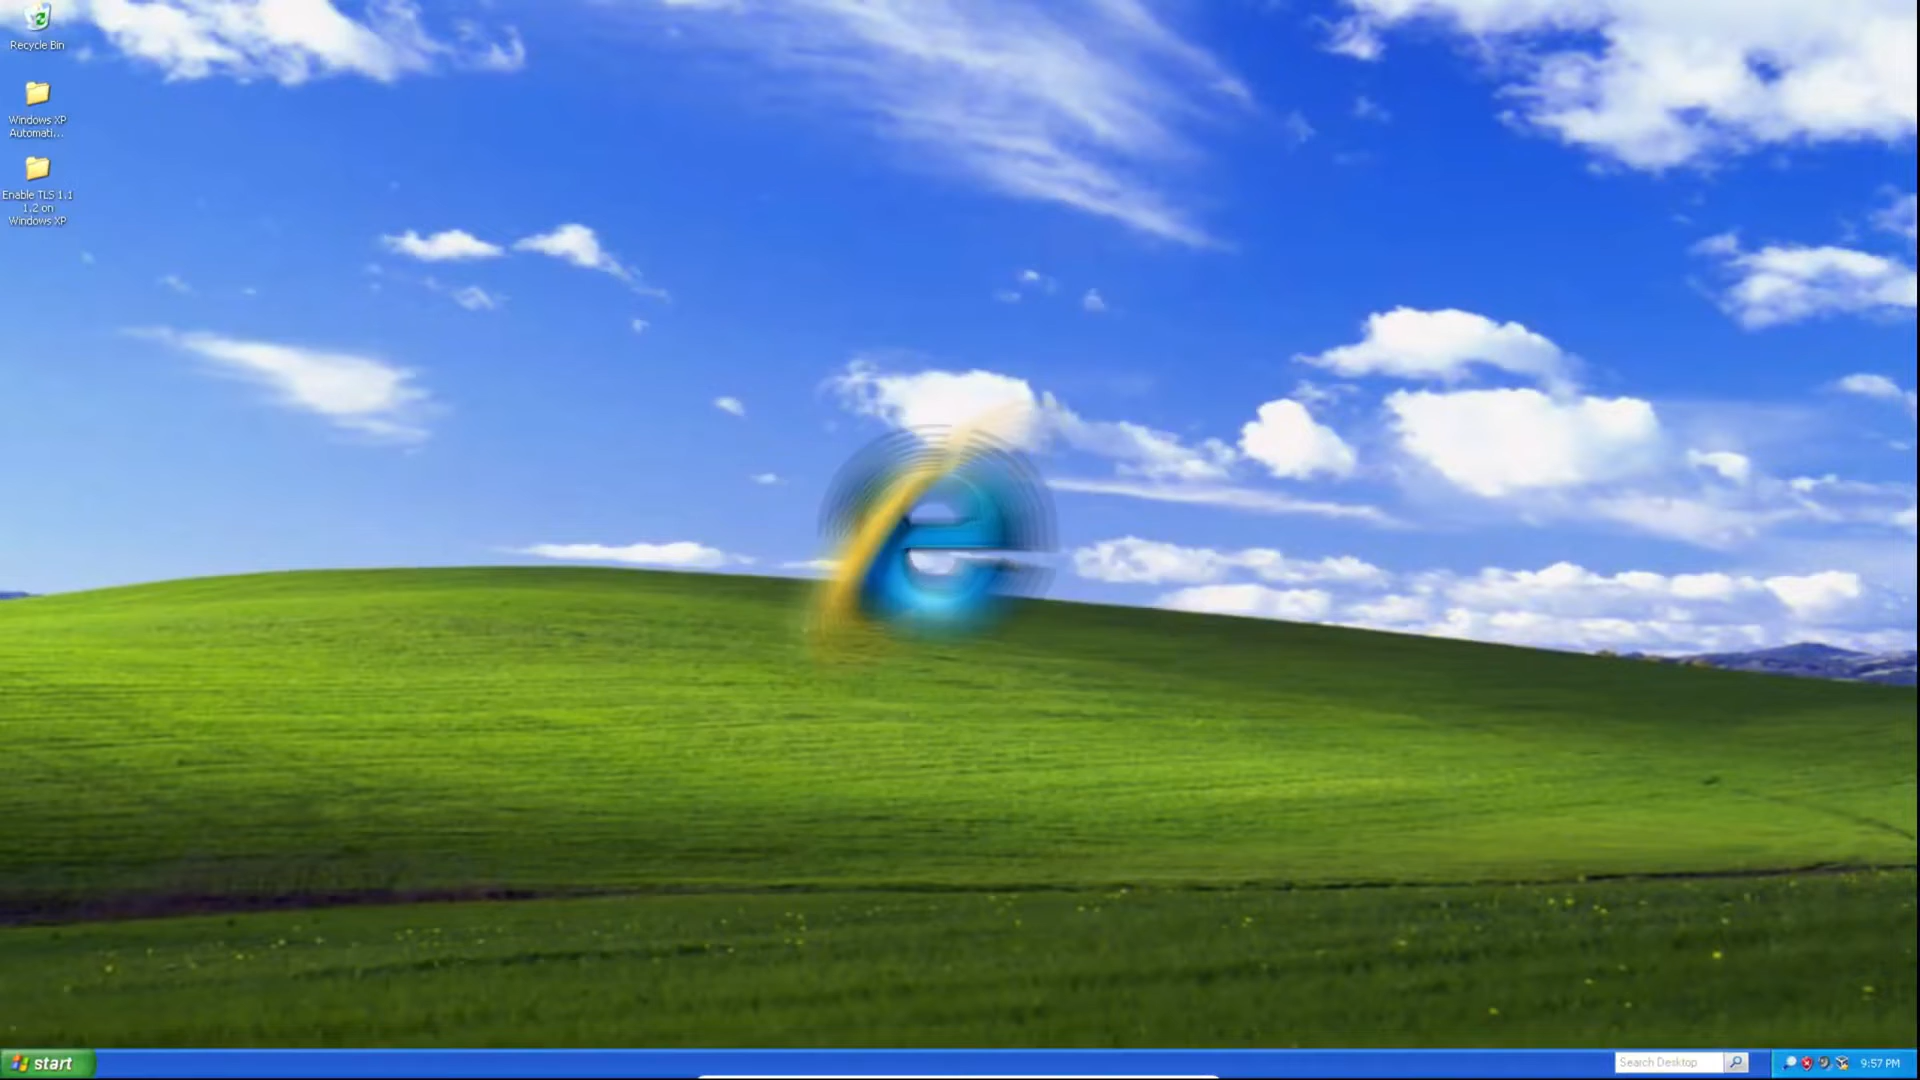 Recycle Bin
Windows XP
Automati...
Enable TLS 1.1
1.2 on
Windows XP
start
Search Desktop
9:57 PM